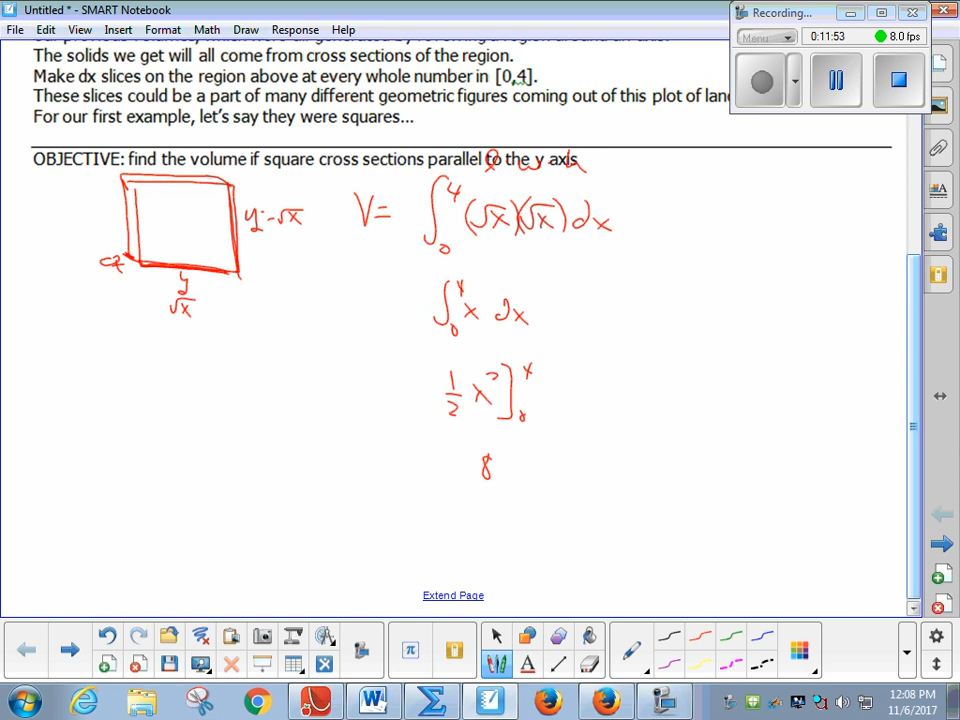 Untitled * - SMART Notebook
Recording...
File Edit View Insert Format Math Draw Response Help
Menu
0:11:53
8.0 fps
The solids we get will all come from cross sections of the region.
Make dx slices on the region above at every whole number in [0,4].
These slices could be a part of many different geometric figures coming out of this plot of lan
For our first example, let's say they were squares...
OBJECTIVE: find the volume if square cross sections parallel to the y axis
l w h
y = √x
V = ∫₀⁴ (√x)(√x) dx
y
√x
∫₀⁴ x dx
1/2 x² ]₀⁴
8
Extend Page
12:08 PM
11/6/2017